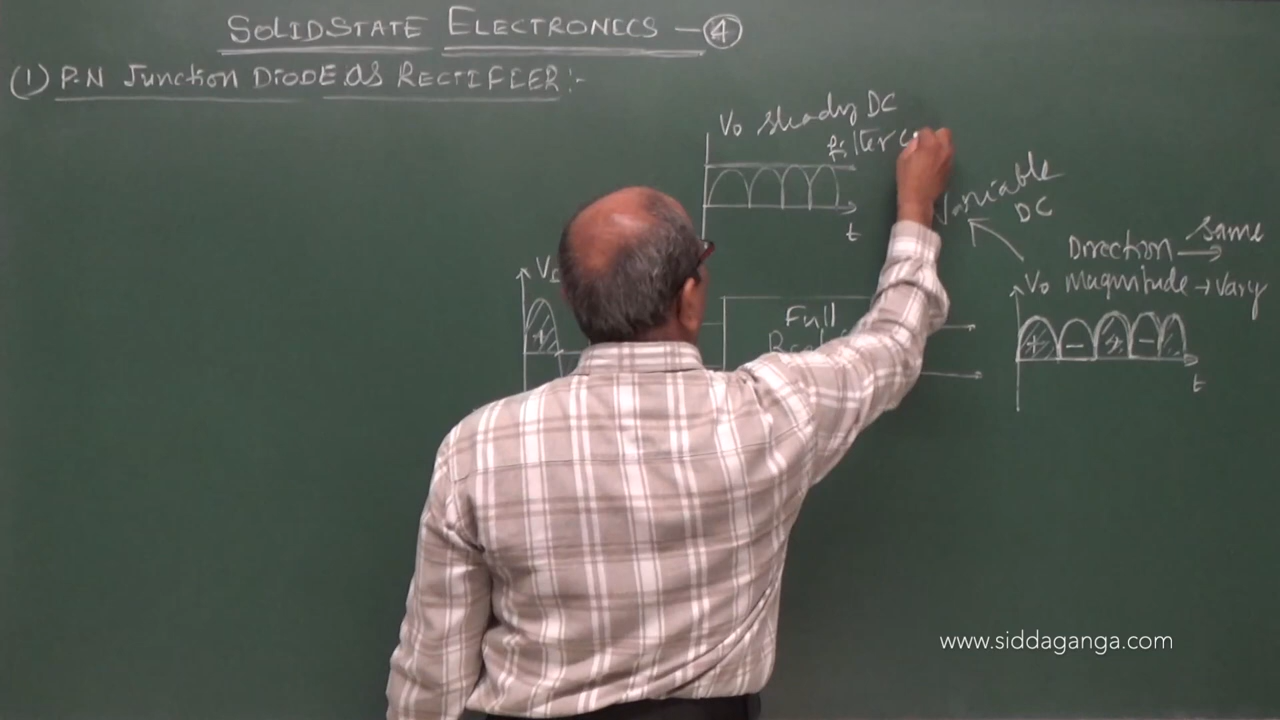 SOLIDSTATE ELECTRONICS - 4
(1) P-N JUNCTION DIODE AS RECTIFIER:-
Vo steady DC
filter
t
Variable
DC
Direction → same
Vo Magnitude → Vary
Full
+ - + -
+
t
www.siddaganga.com